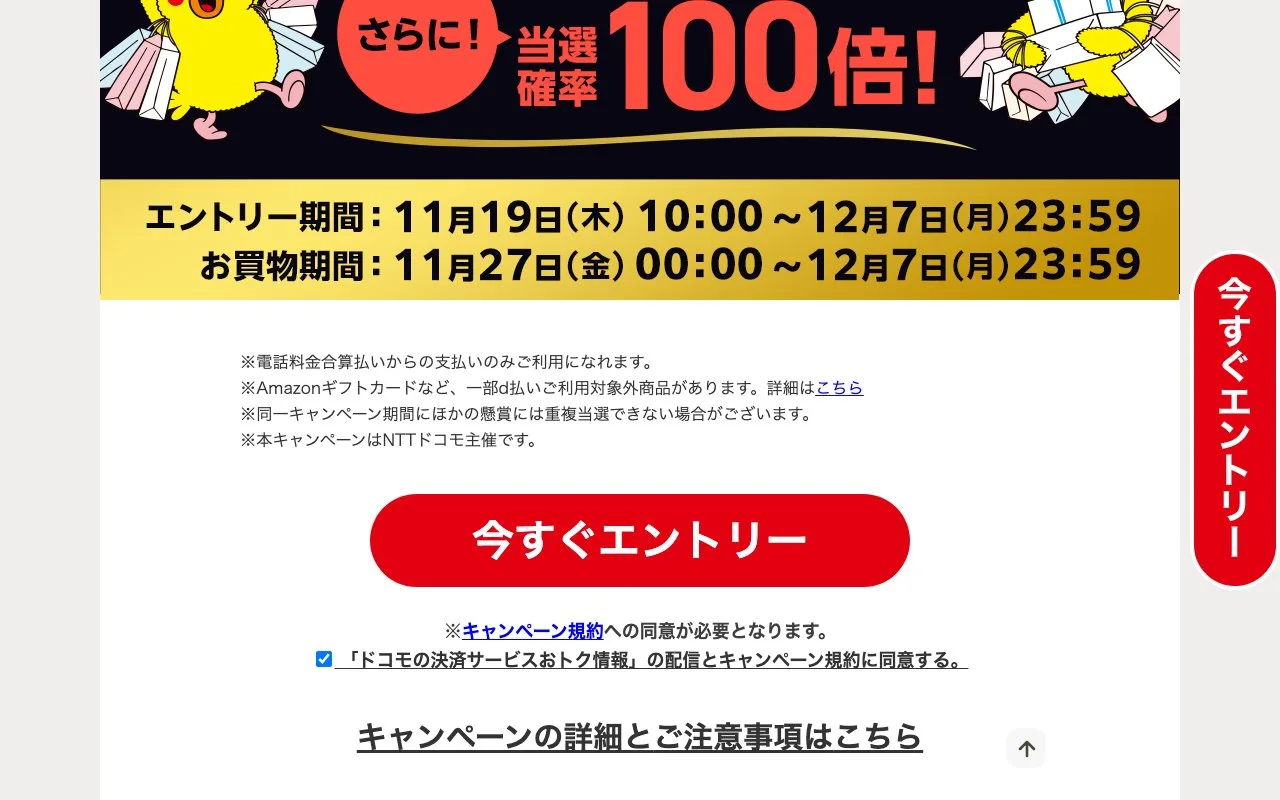 さらに！
当選確率100倍！
エントリー期間：11月19日（木）10:00～12月7日（月）23:59
お買物期間：11月27日（金）00:00～12月7日（月）23:59
※電話料金合算払いからの支払いのみご利用になれます。
※Amazonギフトカードなど、一部d払いご利用対象外商品があります。詳細はこちら
※同一キャンペーン期間にほかの懸賞には重複当選できない場合がございます。
※本キャンペーンはNTTドコモ主催です。
今すぐエントリー
※キャンペーン規約への同意が必要となります。
「ドコモの決済サービスおトク情報」の配信とキャンペーン規約に同意する。
キャンペーンの詳細とご注意事項はこちら
今すぐエントリー